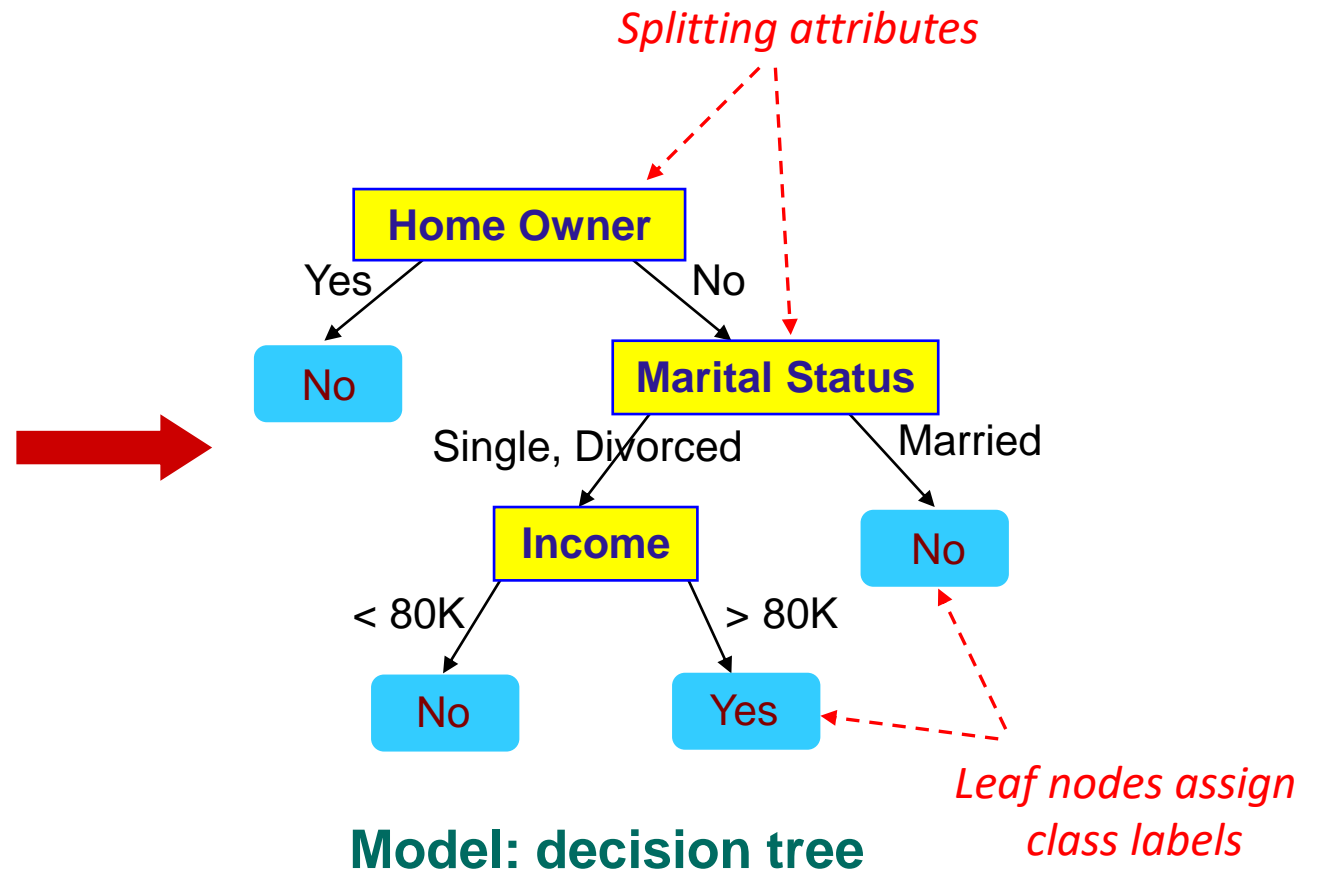 Splitting attributes
Home Owner
Yes
No
No
Marital Status
Single, Divorced
Married
Income
No
< 80K
> 80K
No
Yes
Leaf nodes assign
class labels
Model: decision tree